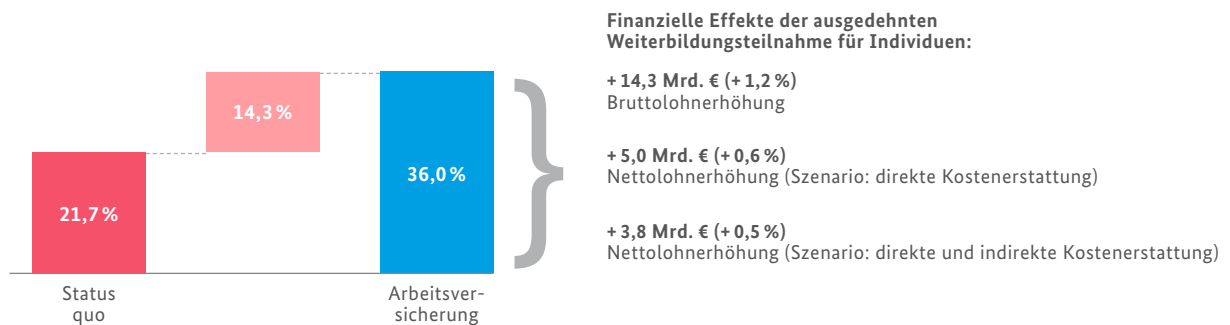 21,7 %
Status
quo
14,3 %
36,0 %
Arbeitsver-
sicherung
Finanzielle Effekte der ausgedehnten
Weiterbildungsteilnahme für Individuen:
+ 14,3 Mrd. € (+ 1,2 %)
Bruttolohnerhöhung
+ 5,0 Mrd. € (+ 0,6 %)
Nettolohnerhöhung (Szenario: direkte Kostenerstattung)
+ 3,8 Mrd. € (+ 0,5 %)
Nettolohnerhöhung (Szenario: direkte und indirekte Kostenerstattung)